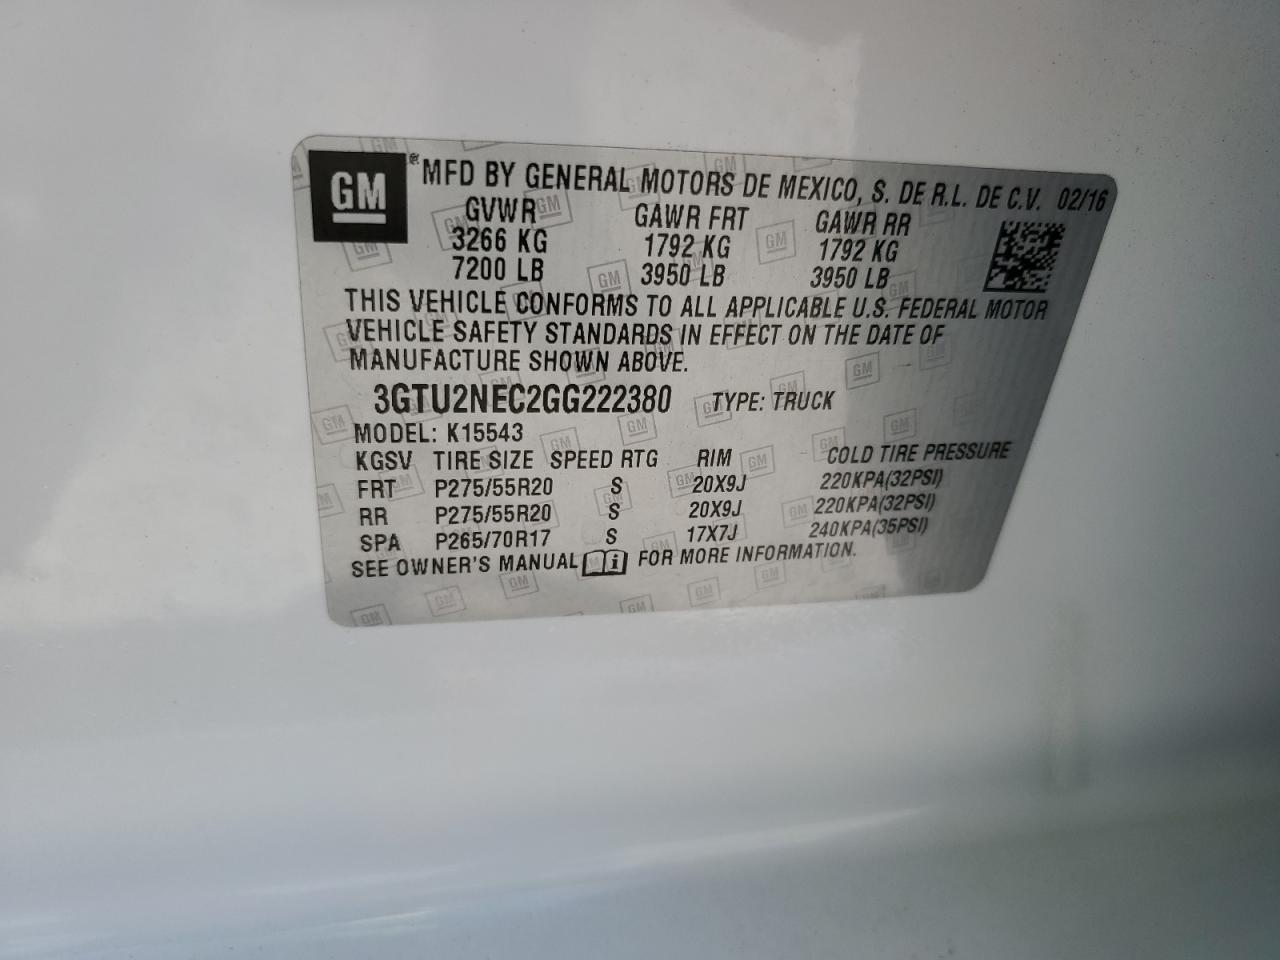 GM ® MFD BY GENERAL MOTORS DE MEXICO, S. DE R.L. DE C.V. 02/16
GVWR GAWR FRT GAWR RR
3266 KG 1792 KG 1792 KG
7200 LB 3950 LB 3950 LB
THIS VEHICLE CONFORMS TO ALL APPLICABLE U.S. FEDERAL MOTOR
VEHICLE SAFETY STANDARDS IN EFFECT ON THE DATE OF
MANUFACTURE SHOWN ABOVE.
3GTU2NEC2GG222380 TYPE: TRUCK
MODEL: K15543
KGSV TIRE SIZE SPEED RTG RIM COLD TIRE PRESSURE
FRT P275/55R20 S 20X9J 220KPA(32PSI)
RR P275/55R20 S 20X9J 220KPA(32PSI)
SPA P265/70R17 S 17X7J 240KPA(35PSI)
SEE OWNER'S MANUAL i FOR MORE INFORMATION.